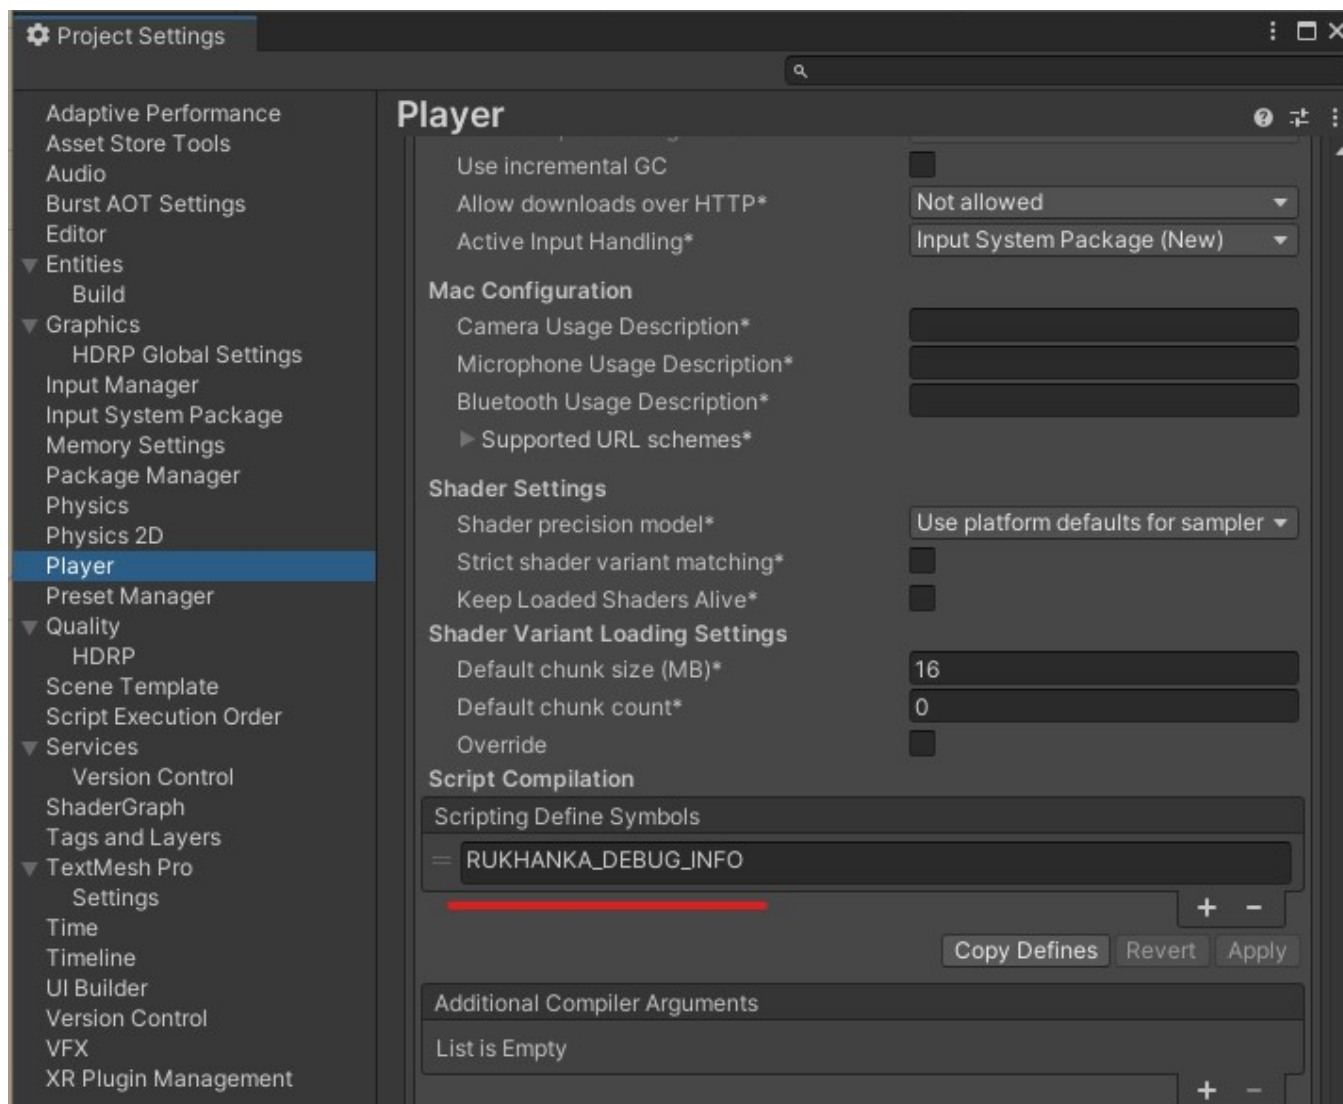 Project Settings
Adaptive Performance
Asset Store Tools
Audio
Burst AOT Settings
Editor
Entities
Build
Graphics
HDRP Global Settings
Input Manager
Input System Package
Memory Settings
Package Manager
Physics
Physics 2D
Player
Preset Manager
Quality
HDRP
Scene Template
Script Execution Order
Services
Version Control
ShaderGraph
Tags and Layers
TextMesh Pro
Settings
Time
Timeline
UI Builder
Version Control
VFX
XR Plugin Management
Player
Use incremental GC
Allow downloads over HTTP* Not allowed
Active Input Handling* Input System Package (New)
Mac Configuration
Camera Usage Description*
Microphone Usage Description*
Bluetooth Usage Description*
Supported URL schemes*
Shader Settings
Shader precision model* Use platform defaults for sampler
Strict shader variant matching*
Keep Loaded Shaders Alive*
Shader Variant Loading Settings
Default chunk size (MB)* 16
Default chunk count* 0
Override
Script Compilation
Scripting Define Symbols
RUKHANKA_DEBUG_INFO
+ −
Copy Defines Revert Apply
Additional Compiler Arguments
List is Empty
+ −